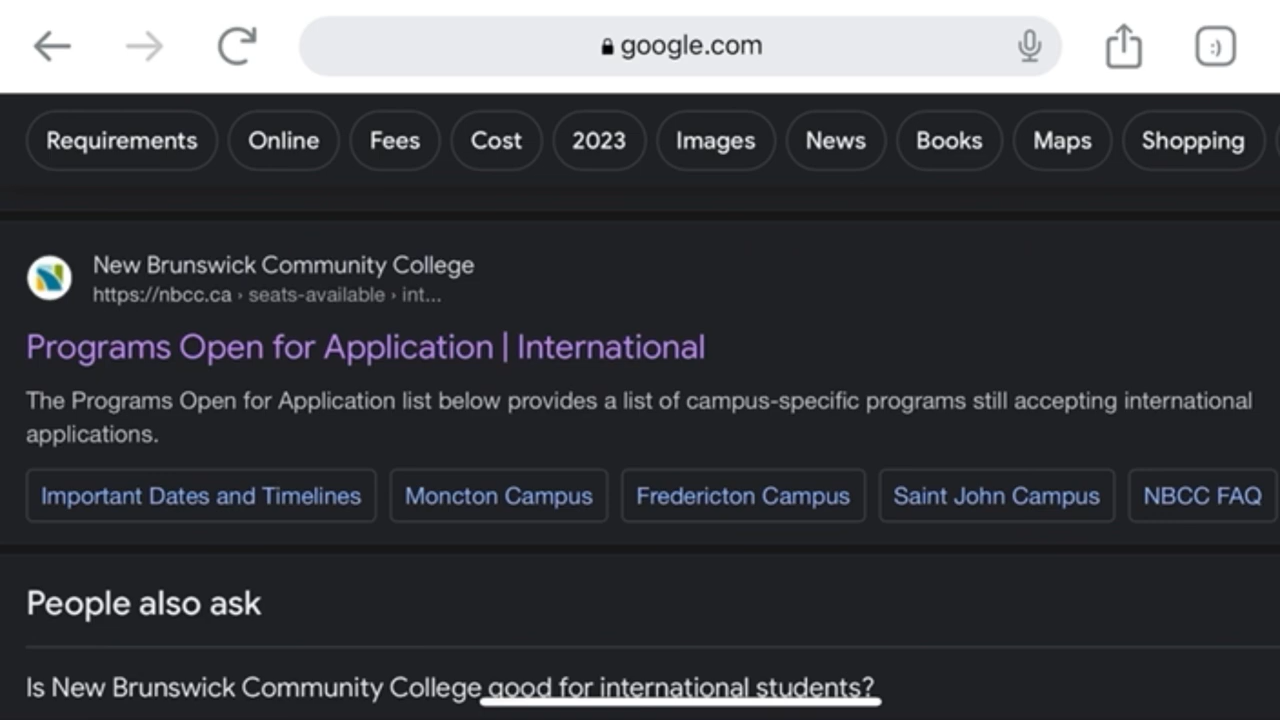 google.com
:)
Requirements Online Fees Cost 2023 Images News Books Maps Shopping
New Brunswick Community College
https://nbcc.ca › seats-available › int...
Programs Open for Application | International
The Programs Open for Application list below provides a list of campus-specific programs still accepting international
applications.
Important Dates and Timelines Moncton Campus Fredericton Campus Saint John Campus NBCC FAQ
People also ask
Is New Brunswick Community College good for international students?